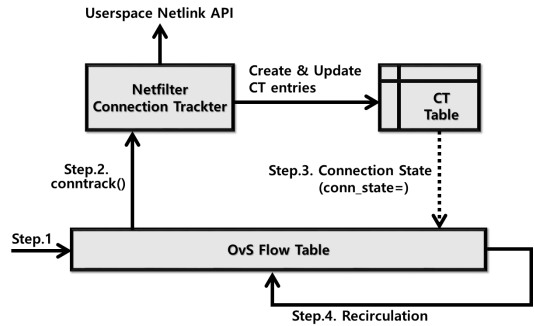 Userspace Netlink API
Netfilter
Connection Trackter
Create & Update
CT entries
CT
Table
Step.2.
conntrack()
Step.3. Connection State
(conn_state=)
Step.1
OvS Flow Table
Step.4. Recirculation